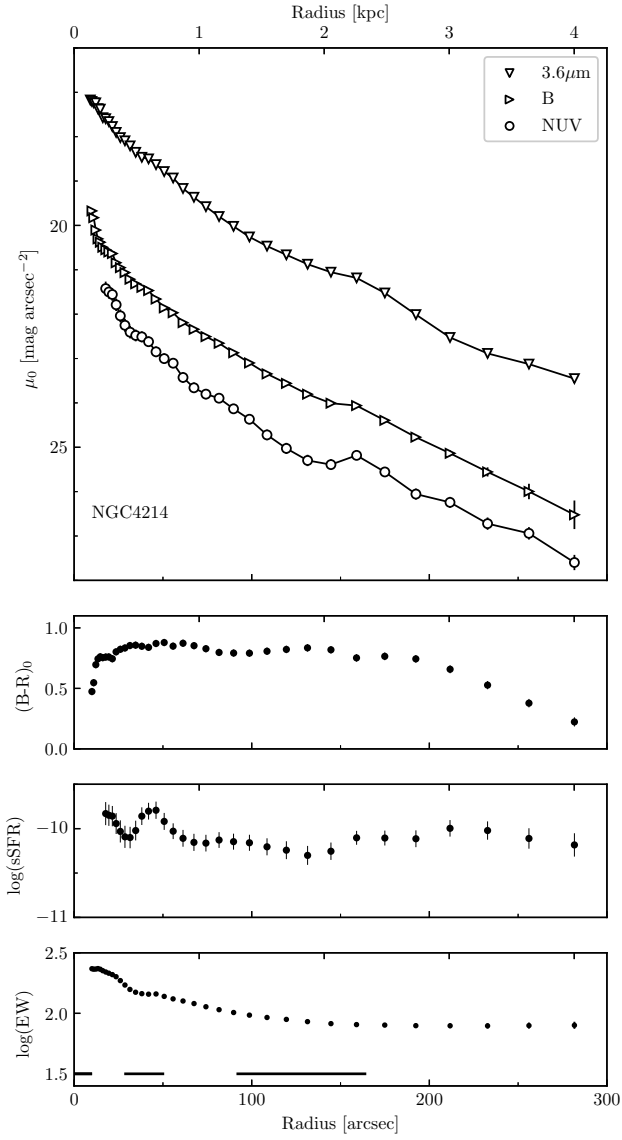 Radius [kpc]
0 1 2 3 4
3.6μm
B
NUV
20
25
μ₀ [mag arcsec⁻²]
NGC4214
1.0
0.5
0.0
(B-R)₀
−10
−11
log(sSFR)
2.5
2.0
1.5
log(EW)
0 100 200 300
Radius [arcsec]